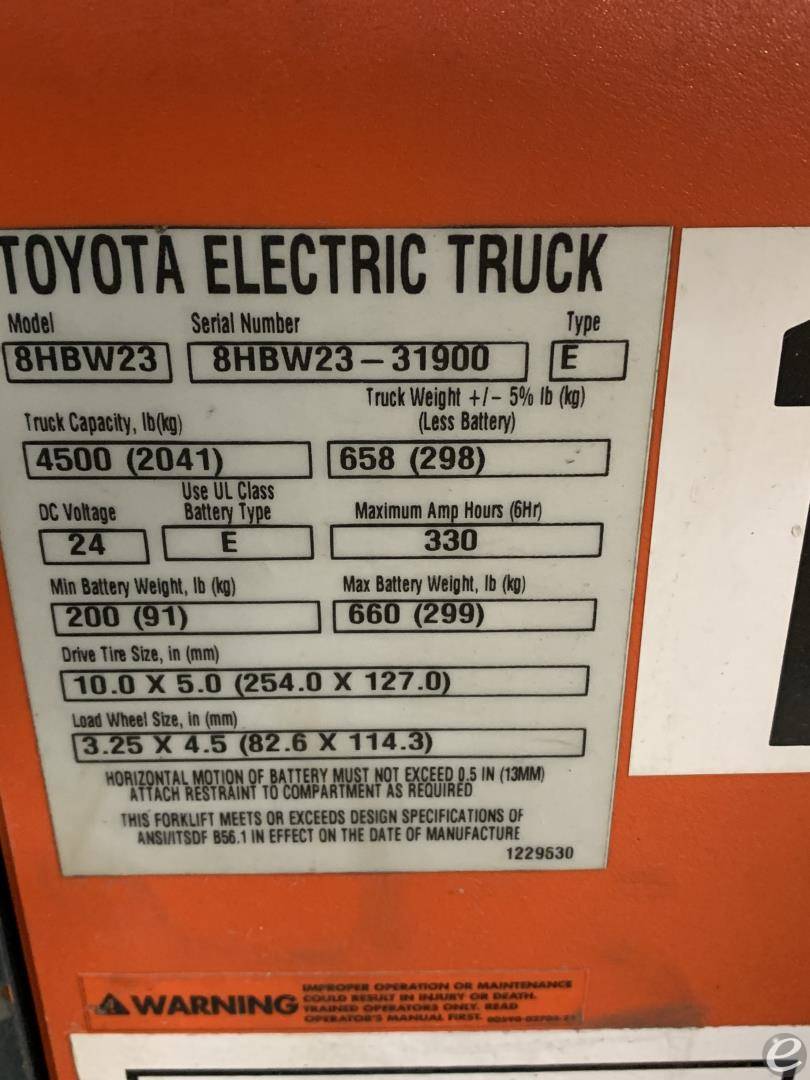 TOYOTA ELECTRIC TRUCK
Model Serial Number Type
8HBW23 8HBW23-31900 E
Truck Capacity, lb(kg) Truck Weight +/- 5% lb (kg)
(Less Battery)
4500 (2041) 658 (298)
DC Voltage Use UL Class
Battery Type Maximum Amp Hours (6Hr)
24 E 330
Min Battery Weight, lb (kg) Max Battery Weight, lb (kg)
200 (91) 660 (299)
Drive Tire Size, in (mm)
10.0 X 5.0 (254.0 X 127.0)
Load Wheel Size, in (mm)
3.25 X 4.5 (82.6 X 114.3)
HORIZONTAL MOTION OF BATTERY MUST NOT EXCEED 0.5 IN (13MM)
ATTACH RESTRAINT TO COMPARTMENT AS REQUIRED
THIS FORKLIFT MEETS OR EXCEEDS DESIGN SPECIFICATIONS OF
ANSI/ITSDF B56.1 IN EFFECT ON THE DATE OF MANUFACTURE
1229530
WARNING
IMPROPER OPERATION OR MAINTENANCE
COULD RESULT IN INJURY OR DEATH.
TRAINED OPERATORS ONLY. READ
OPERATOR'S MANUAL FIRST.
e